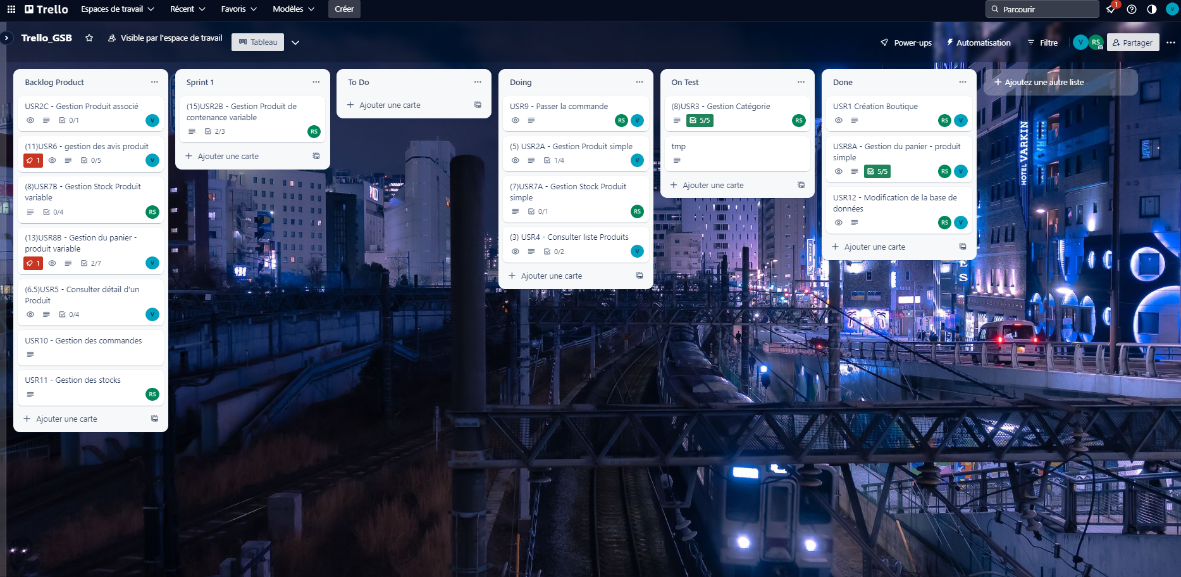 Trello
Espaces de travail
Récent
Favoris
Modèles
Créer
Parcourir
1
V
Trello_GSB
Visible par l'espace de travail
Tableau
Power-ups
Automatisation
Filtre
V
RS
Partager
Backlog Product
USR2C - Gestion Produit associé
0/1
V
(11)USR6 - gestion des avis produit
1
0/5
V
(8)USR7B - Gestion Stock Produit
variable
0/4
RS
(13)USR8B - Gestion du panier -
produit variable
1
2/7
V
(6.5)USR5 - Consulter détail d'un
Produit
0/4
V
USR10 - Gestion des commandes
USR11 - Gestion des stocks
RS
Ajouter une carte
Sprint 1
(15)USR2B - Gestion Produit de
contenance variable
2/3
RS
Ajouter une carte
To Do
Ajouter une carte
Doing
USR9 - Passer la commande
RS
V
(5) USR2A - Gestion Produit simple
1/4
V
(7)USR7A - Gestion Stock Produit
simple
0/1
RS
(3) USR4 - Consulter liste Produits
0/2
V
Ajouter une carte
On Test
(8)USR3 - Gestion Catégorie
5/5
RS
tmp
Ajouter une carte
Done
USR1 Création Boutique
RS
V
USR8A - Gestion du panier - produit
simple
5/5
RS
V
USR12 - Modification de la base de
données
RS
V
Ajouter une carte
Ajoutez une autre liste
HOTEL VARKIN